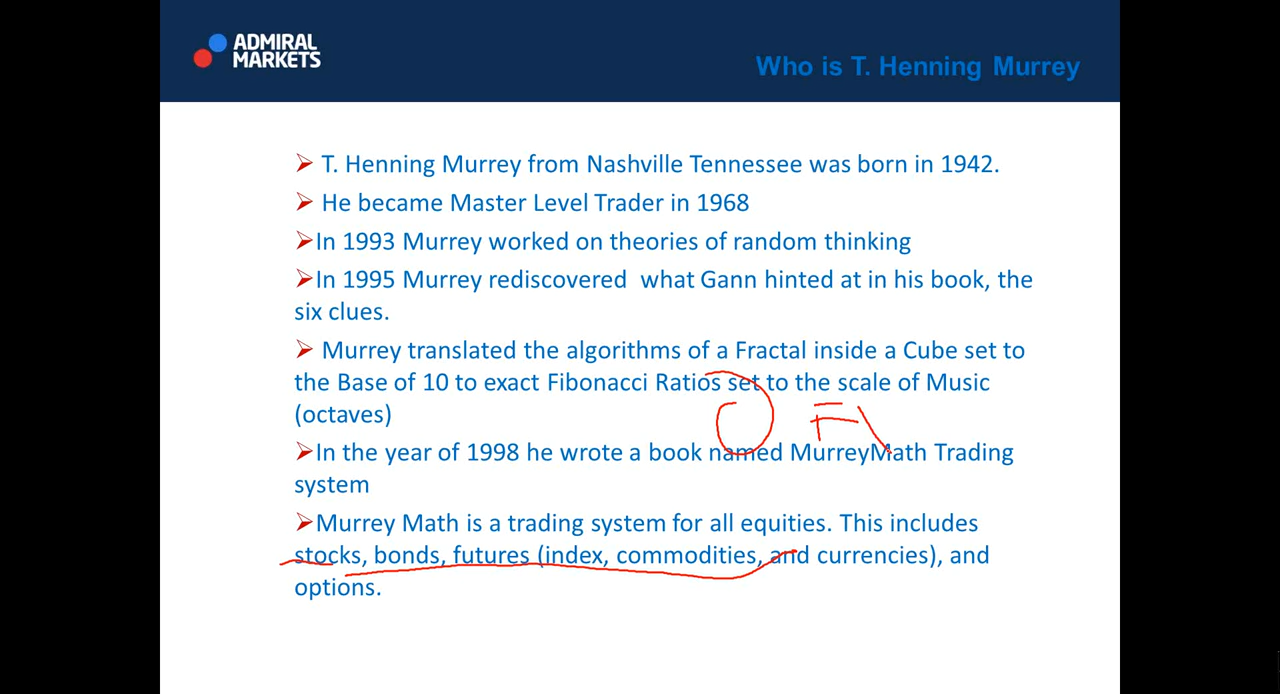 ADMIRAL
MARKETS
Who is T. Henning Murrey
T. Henning Murrey from Nashville Tennessee was born in 1942.
He became Master Level Trader in 1968
In 1993 Murrey worked on theories of random thinking
In 1995 Murrey rediscovered what Gann hinted at in his book, the
six clues.
Murrey translated the algorithms of a Fractal inside a Cube set to
the Base of 10 to exact Fibonacci Ratios set to the scale of Music
(octaves)
In the year of 1998 he wrote a book named MurreyMath Trading
system
Murrey Math is a trading system for all equities. This includes
stocks, bonds, futures (index, commodities, and currencies), and
options.